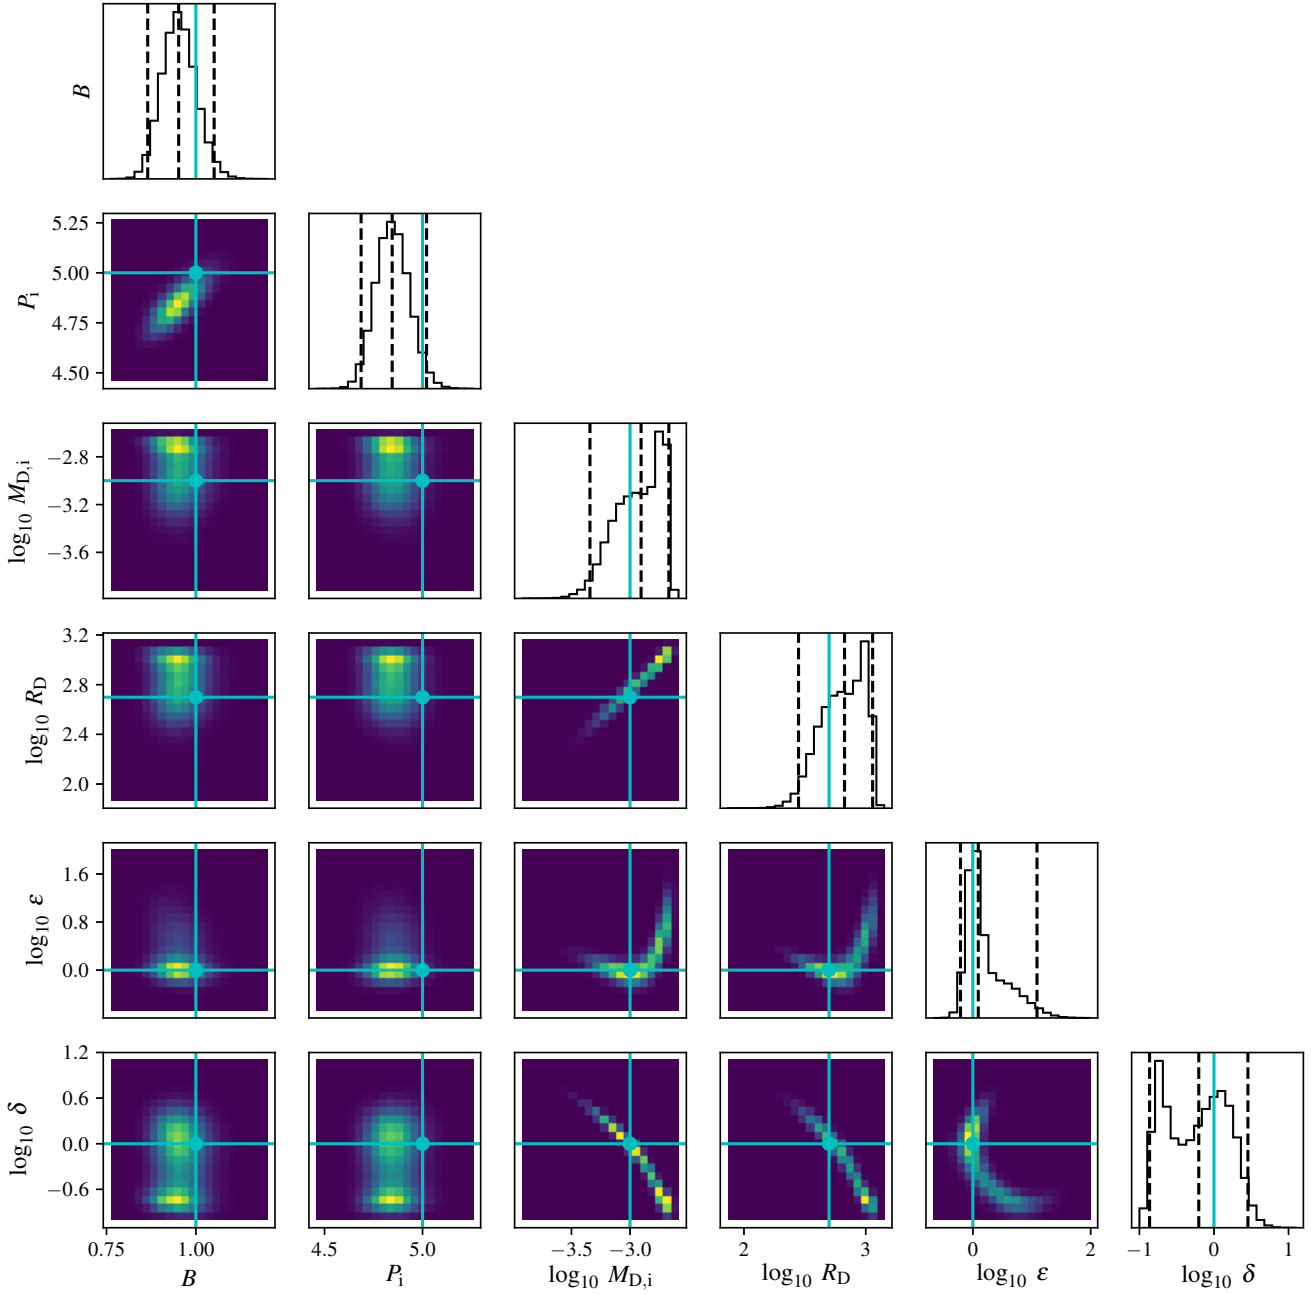 B
P_i
5.25
5.00
4.75
4.50
log₁₀ M_D,i
−2.8
−3.2
−3.6
log₁₀ R_D
3.2
2.8
2.4
2.0
log₁₀ ε
1.6
0.8
0.0
log₁₀ δ
1.2
0.6
0.0
−0.6
0.75 1.00 4.5 5.0 −3.5 −3.0 2 3 0 2 −1 0 1
B P_i log₁₀ M_D,i log₁₀ R_D log₁₀ ε log₁₀ δ